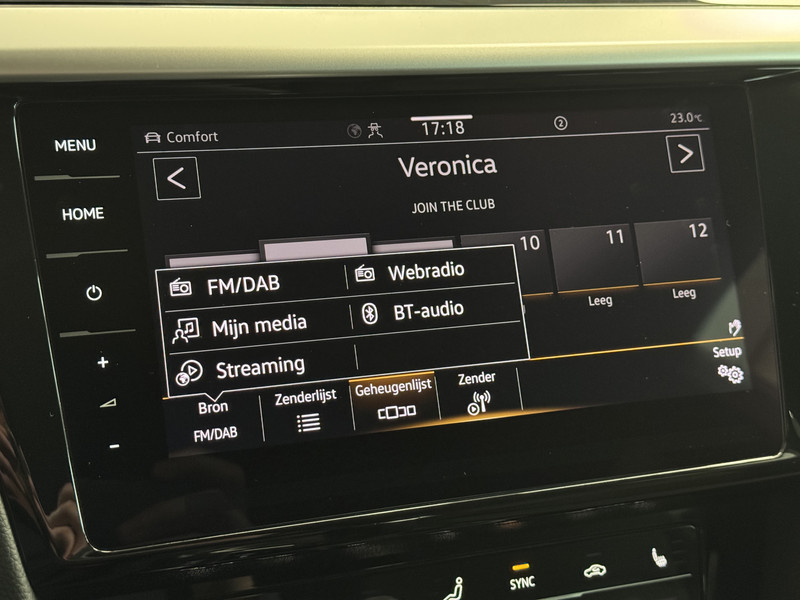 MENU
HOME
Comfort
17:18
2
23.0°C
<
Veronica
>
JOIN THE CLUB
10
11
12
Leeg
Leeg
FM/DAB
Webradio
Mijn media
BT-audio
Streaming
Setup
Bron
FM/DAB
Zenderlijst
Geheugenlijst
Zender
+
-
SYNC